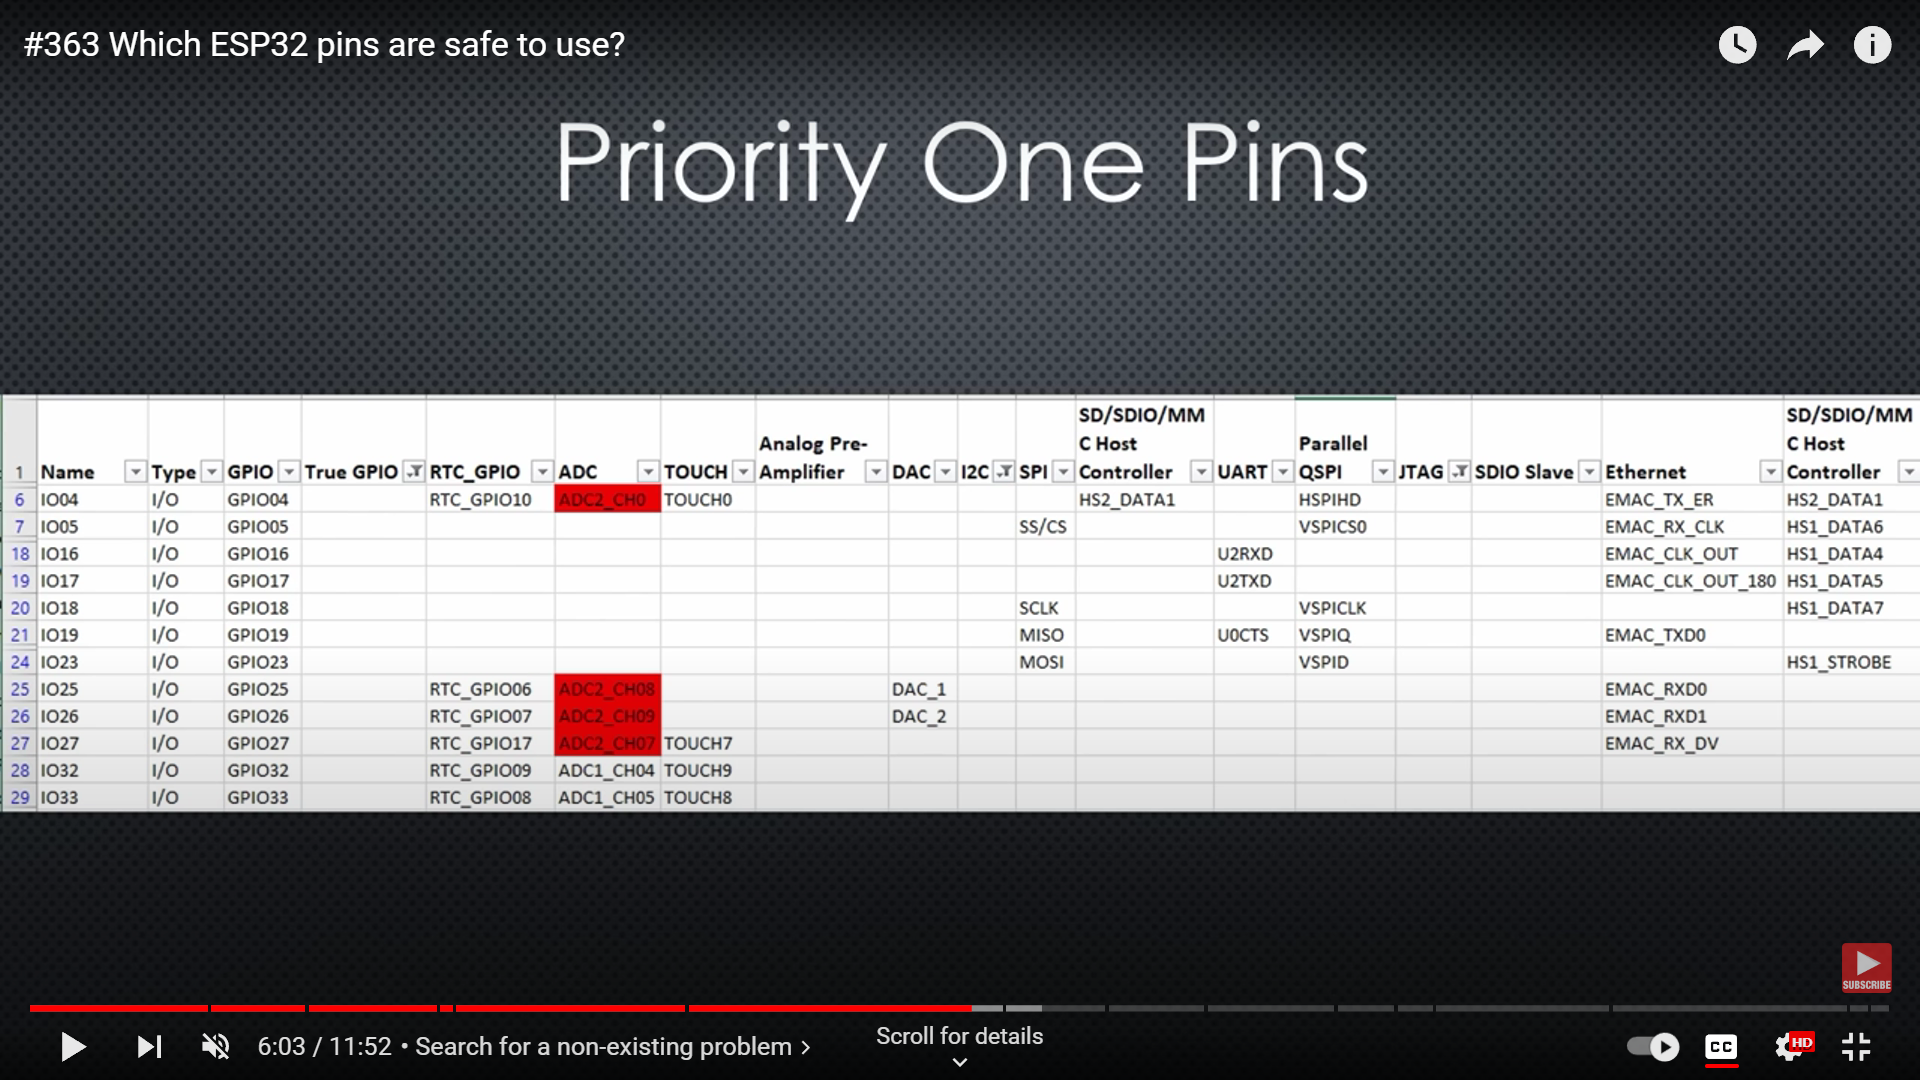 #363 Which ESP32 pins are safe to use?
Priority One Pins
1 Name Type GPIO True GPIO RTC_GPIO ADC TOUCH Analog Pre-Amplifier DAC I2C SPI SD/SDIO/MMC Host Controller UART Parallel QSPI JTAG SDIO Slave Ethernet SD/SDIO/MMC Host Controller
6 IO04 I/O GPIO04 RTC_GPIO10 ADC2_CH0 TOUCH0 HS2_DATA1 HSPIHD EMAC_TX_ER HS2_DATA1
7 IO05 I/O GPIO05 SS/CS VSPICS0 EMAC_RX_CLK HS1_DATA6
18 IO16 I/O GPIO16 U2RXD EMAC_CLK_OUT HS1_DATA4
19 IO17 I/O GPIO17 U2TXD EMAC_CLK_OUT_180 HS1_DATA5
20 IO18 I/O GPIO18 SCLK VSPICLK HS1_DATA7
21 IO19 I/O GPIO19 MISO U0CTS VSPIQ EMAC_TXD0
24 IO23 I/O GPIO23 MOSI VSPID HS1_STROBE
25 IO25 I/O GPIO25 RTC_GPIO06 ADC2_CH08 DAC_1 EMAC_RXD0
26 IO26 I/O GPIO26 RTC_GPIO07 ADC2_CH09 DAC_2 EMAC_RXD1
27 IO27 I/O GPIO27 RTC_GPIO17 ADC2_CH07 TOUCH7 EMAC_RX_DV
28 IO32 I/O GPIO32 RTC_GPIO09 ADC1_CH04 TOUCH9
29 IO33 I/O GPIO33 RTC_GPIO08 ADC1_CH05 TOUCH8
SUBSCRIBE
6:03 / 11:52 • Search for a non-existing problem
Scroll for details
CC
HD